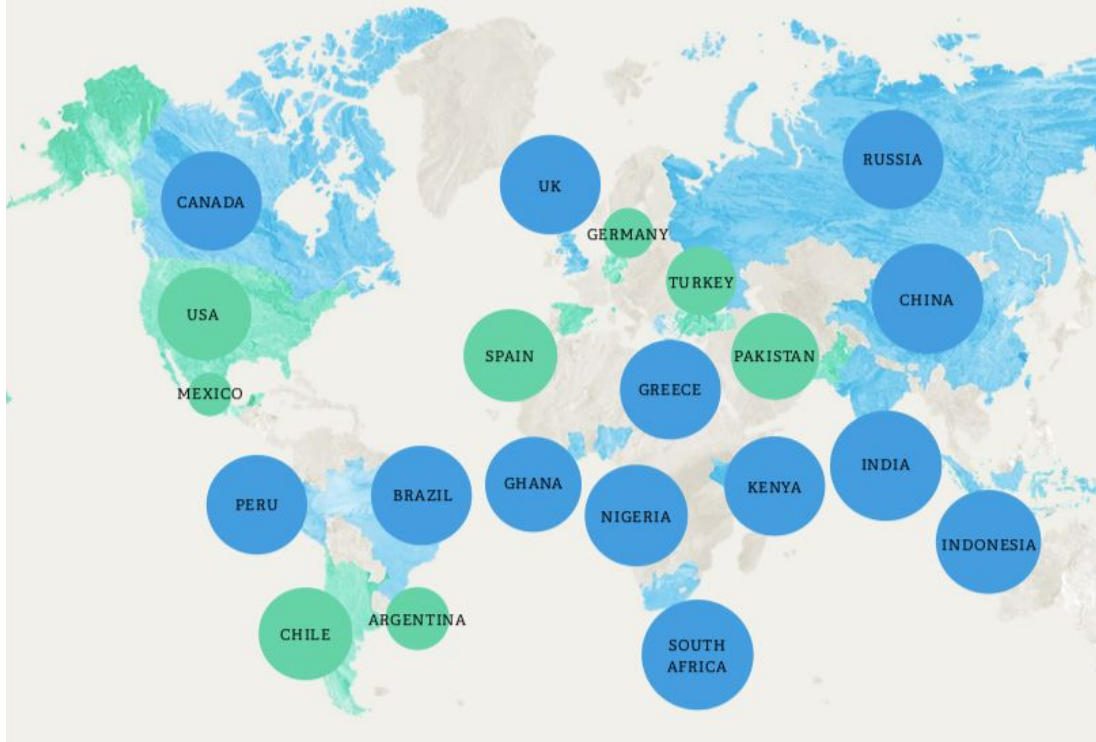 RUSSIA
UK
CANADA
GERMANY
TURKEY
CHINA
USA
SPAIN
PAKISTAN
GREECE
MEXICO
INDIA
GHANA
KENYA
BRAZIL
PERU
NIGERIA
INDONESIA
ARGENTINA
CHILE
SOUTH
AFRICA